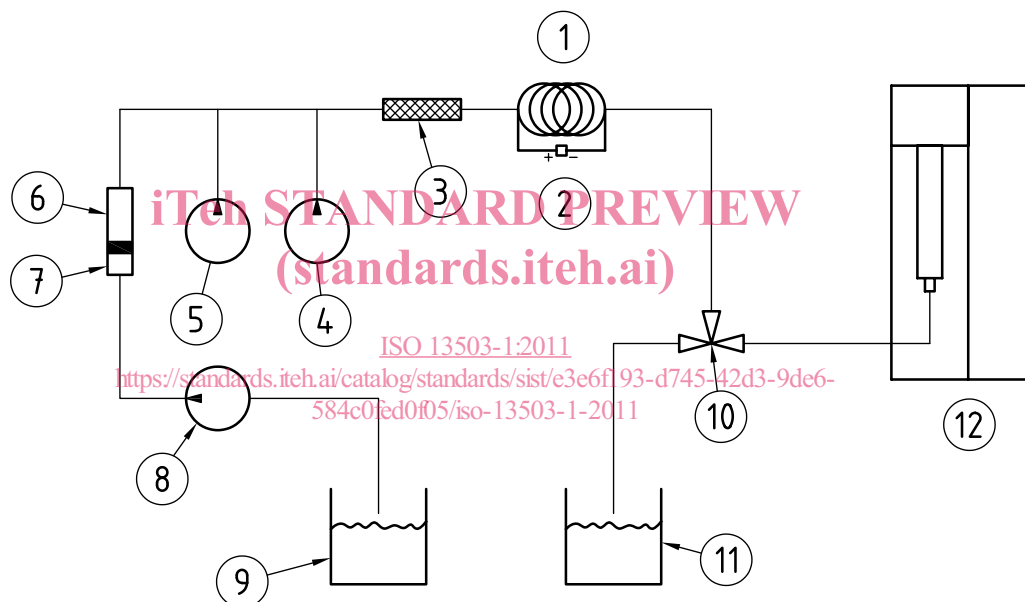 1
+ −
2
3
iTeh STANDARD PREVIEW
(standards.iteh.ai)
6
7
5
4
ISO 13503-1:2011
https://standards.iteh.ai/catalog/standards/sist/e3e6f193-d745-42d3-9de6-
584c0fed0f05/iso-13503-1-2011
8
10
12
9
11